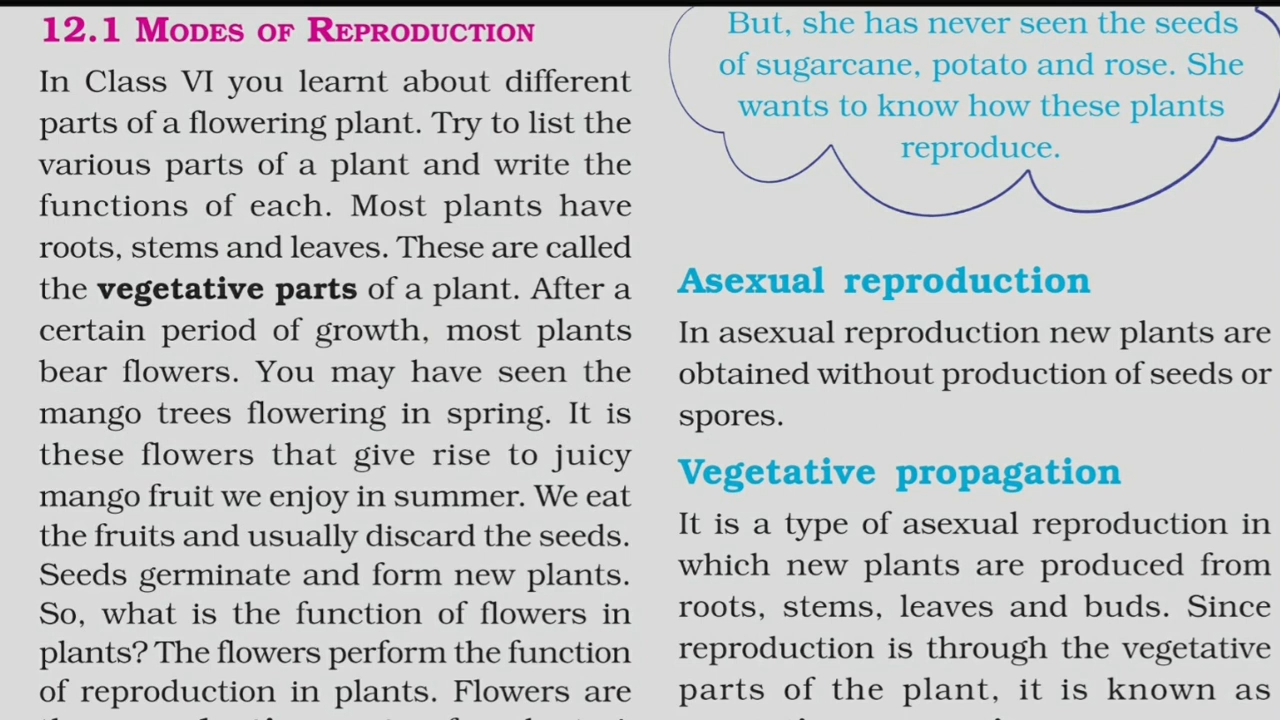 12.1 MODES OF REPRODUCTION
In Class VI you learnt about different
parts of a flowering plant. Try to list the
various parts of a plant and write the
functions of each. Most plants have
roots, stems and leaves. These are called
the vegetative parts of a plant. After a
certain period of growth, most plants
bear flowers. You may have seen the
mango trees flowering in spring. It is
these flowers that give rise to juicy
mango fruit we enjoy in summer. We eat
the fruits and usually discard the seeds.
Seeds germinate and form new plants.
So, what is the function of flowers in
plants? The flowers perform the function
of reproduction in plants. Flowers are
But, she has never seen the seeds
of sugarcane, potato and rose. She
wants to know how these plants
reproduce.
Asexual reproduction
In asexual reproduction new plants are
obtained without production of seeds or
spores.
Vegetative propagation
It is a type of asexual reproduction in
which new plants are produced from
roots, stems, leaves and buds. Since
reproduction is through the vegetative
parts of the plant, it is known as